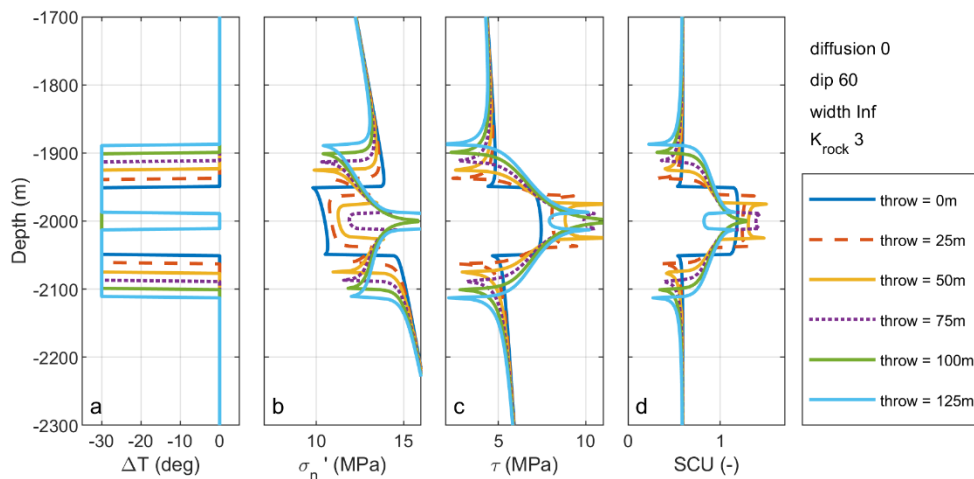 -1700
-1800
-1900
-2000
-2100
-2200
-2300
Depth (m)
a
-30 -20 -10 0
ΔT (deg)
b
10 15
σn' (MPa)
c
5 10
τ (MPa)
d
0 1
SCU (-)
diffusion 0
dip 60
width Inf
Krock 3
throw = 0m
throw = 25m
throw = 50m
throw = 75m
throw = 100m
throw = 125m